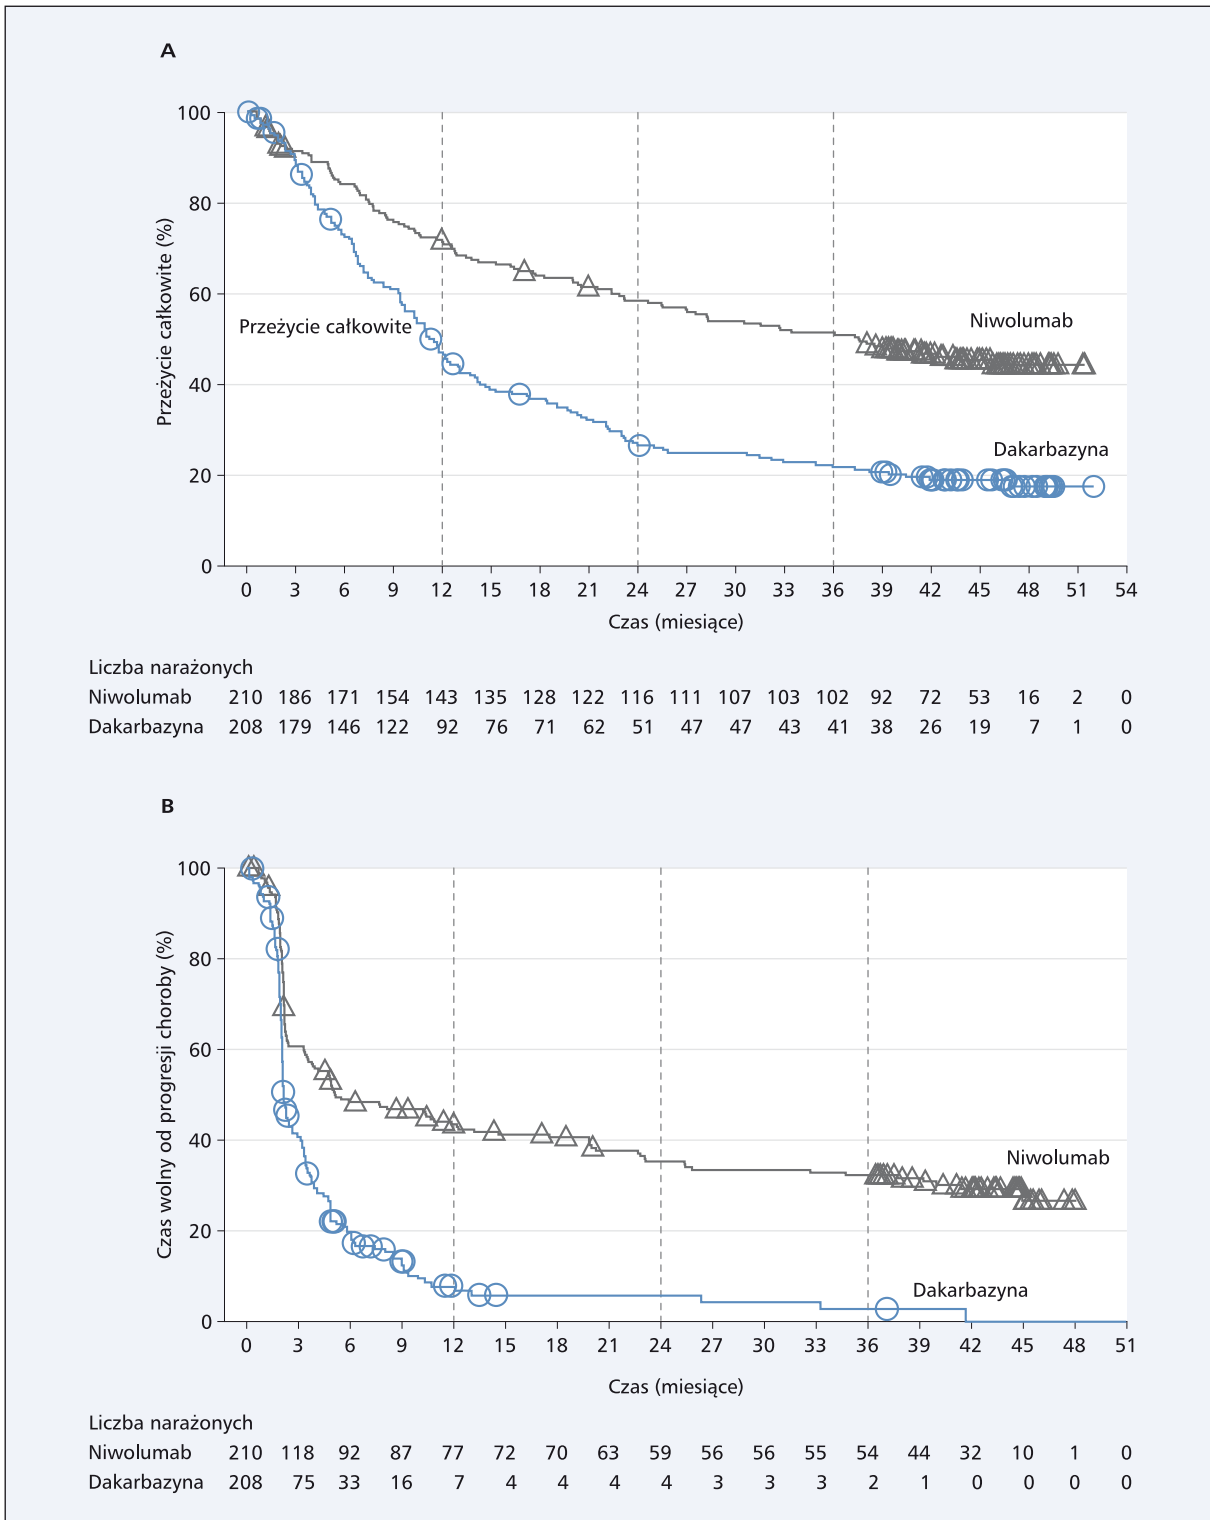 A
100
80
60
40
20
0
Przeżycie całkowite (%)
Przeżycie całkowite
Niwolumab
Dakarbazyna
0 3 6 9 12 15 18 21 24 27 30 33 36 39 42 45 48 51 54
Czas (miesiące)
Liczba narażonych
Niwolumab 210 186 171 154 143 135 128 122 116 111 107 103 102 92 72 53 16 2 0
Dakarbazyna 208 179 146 122 92 76 71 62 51 47 47 43 41 38 26 19 7 1 0
B
100
80
60
40
20
0
Czas wolny od progresji choroby (%)
Niwolumab
Dakarbazyna
0 3 6 9 12 15 18 21 24 27 30 33 36 39 42 45 48 51
Czas (miesiące)
Liczba narażonych
Niwolumab 210 118 92 87 77 72 70 63 59 56 56 55 54 44 32 10 1 0
Dakarbazyna 208 75 33 16 7 4 4 4 4 3 3 3 2 1 0 0 0 0